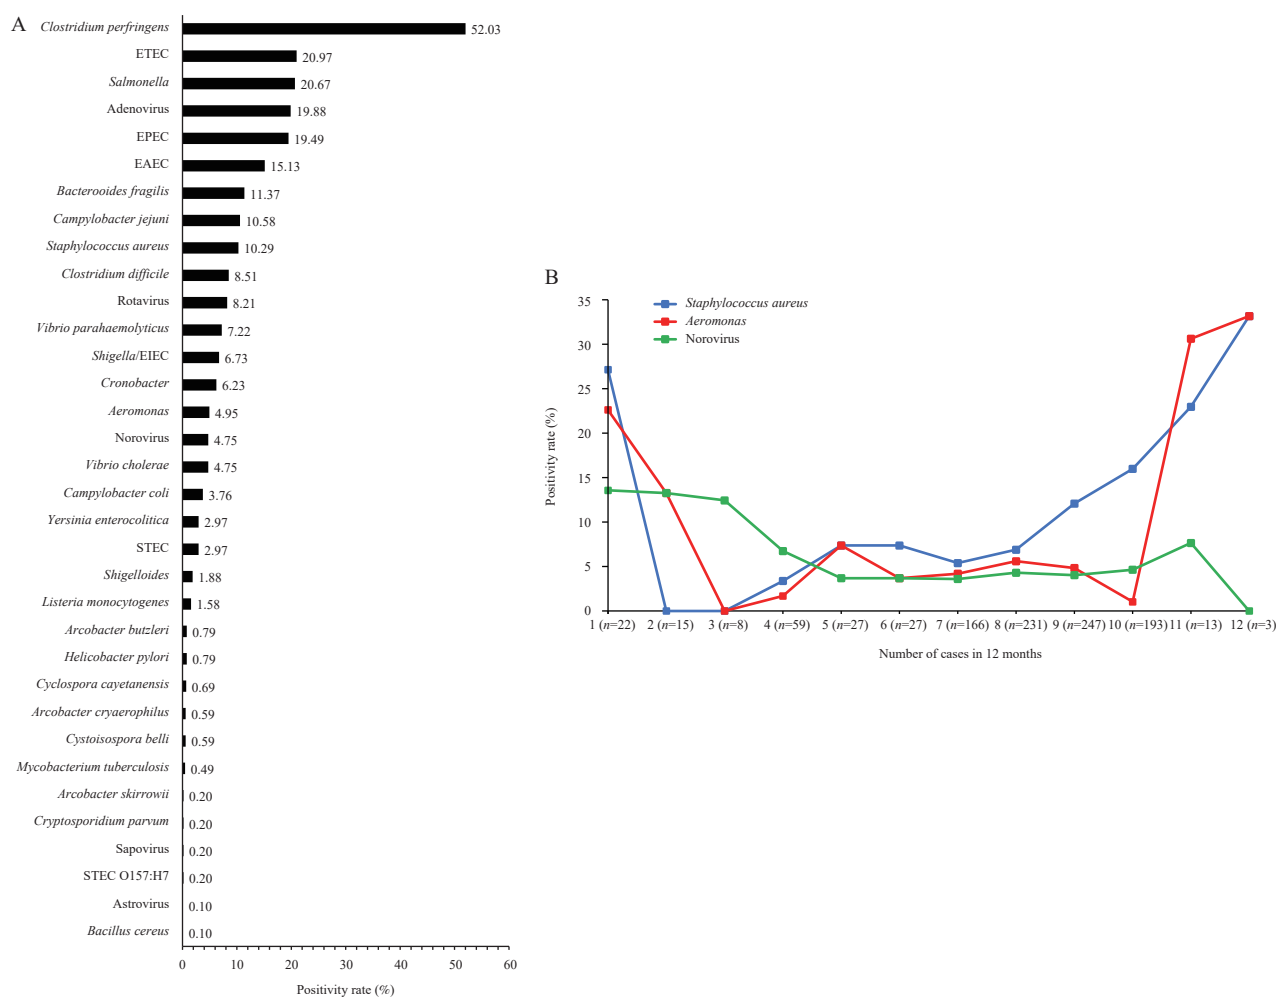 A
Clostridium perfringens 52.03
ETEC 20.97
Salmonella 20.67
Adenovirus 19.88
EPEC 19.49
EAEC 15.13
Bacterooides fragilis 11.37
Campylobacter jejuni 10.58
Staphylococcus aureus 10.29
Clostridium difficile 8.51
Rotavirus 8.21
Vibrio parahaemolyticus 7.22
Shigella/EIEC 6.73
Cronobacter 6.23
Aeromonas 4.95
Norovirus 4.75
Vibrio cholerae 4.75
Campylobacter coli 3.76
Yersinia enterocolitica 2.97
STEC 2.97
Shigelloides 1.88
Listeria monocytogenes 1.58
Arcobacter butzleri 0.79
Helicobacter pylori 0.79
Cyclospora cayetanensis 0.69
Arcobacter cryaerophilus 0.59
Cystoisospora belli 0.59
Mycobacterium tuberculosis 0.49
Arcobacter skirrowii 0.20
Cryptosporidium parvum 0.20
Sapovirus 0.20
STEC O157:H7 0.20
Astrovirus 0.10
Bacillus cereus 0.10
0 10 20 30 40 50 60
Positivity rate (%)
B
Staphylococcus aureus
Aeromonas
Norovirus
35
30
25
20
15
10
5
0
Positivity rate (%)
1 (n=22) 2 (n=15) 3 (n=8) 4 (n=59) 5 (n=27) 6 (n=27) 7 (n=166) 8 (n=231) 9 (n=247) 10 (n=193) 11 (n=13) 12 (n=3)
Number of cases in 12 months